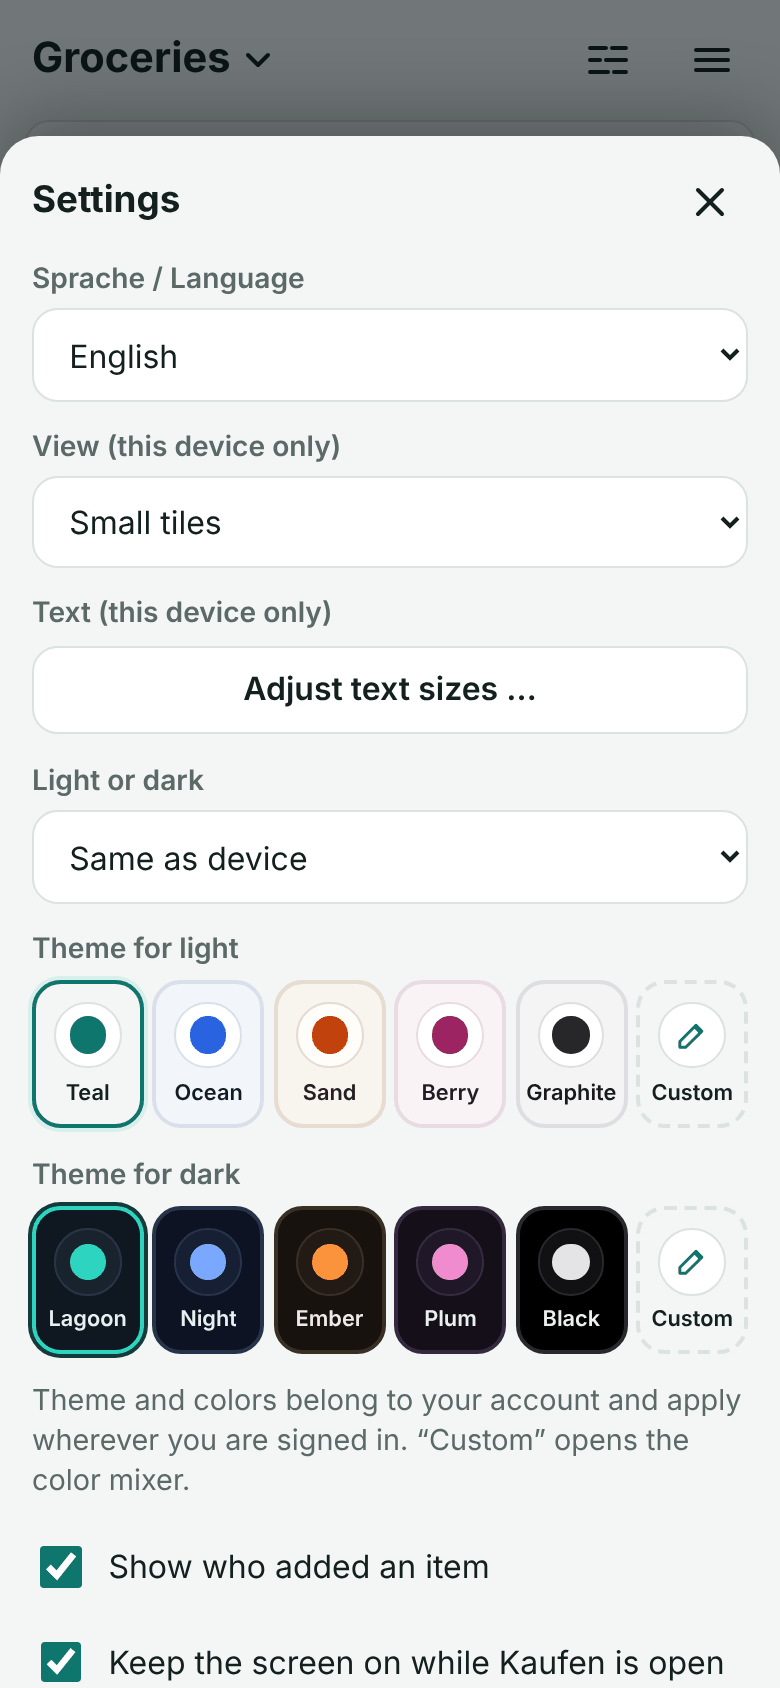 Groceries
Settings
Sprache / Language
English
View (this device only)
Small tiles
Text (this device only)
Adjust text sizes ...
Light or dark
Same as device
Theme for light
Teal Ocean Sand Berry Graphite Custom
Theme for dark
Lagoon Night Ember Plum Black Custom
Theme and colors belong to your account and apply
wherever you are signed in. “Custom” opens the
color mixer.
Show who added an item
Keep the screen on while Kaufen is open